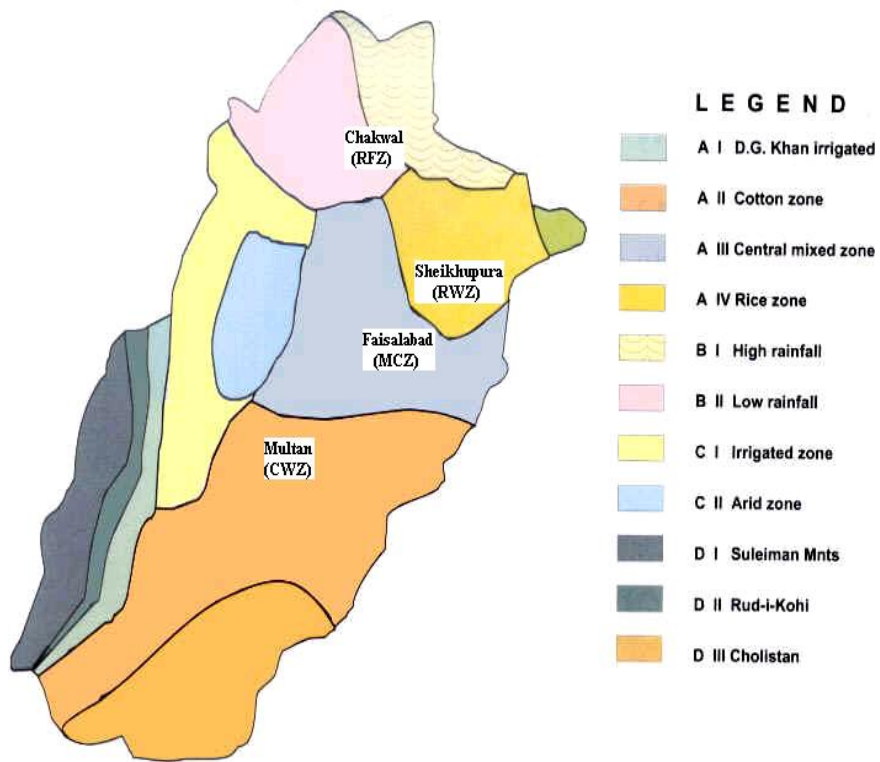 Chakwal
(RFZ)
Sheikhupura
(RWZ)
Faisalabad
(MCZ)
Multan
(CWZ)
L E G E N D
A I D.G. Khan irrigated
A II Cotton zone
A III Central mixed zone
A IV Rice zone
B I High rainfall
B II Low rainfall
C I Irrigated zone
C II Arid zone
D I Suleiman Mnts
D II Rud-i-Kohi
D III Cholistan